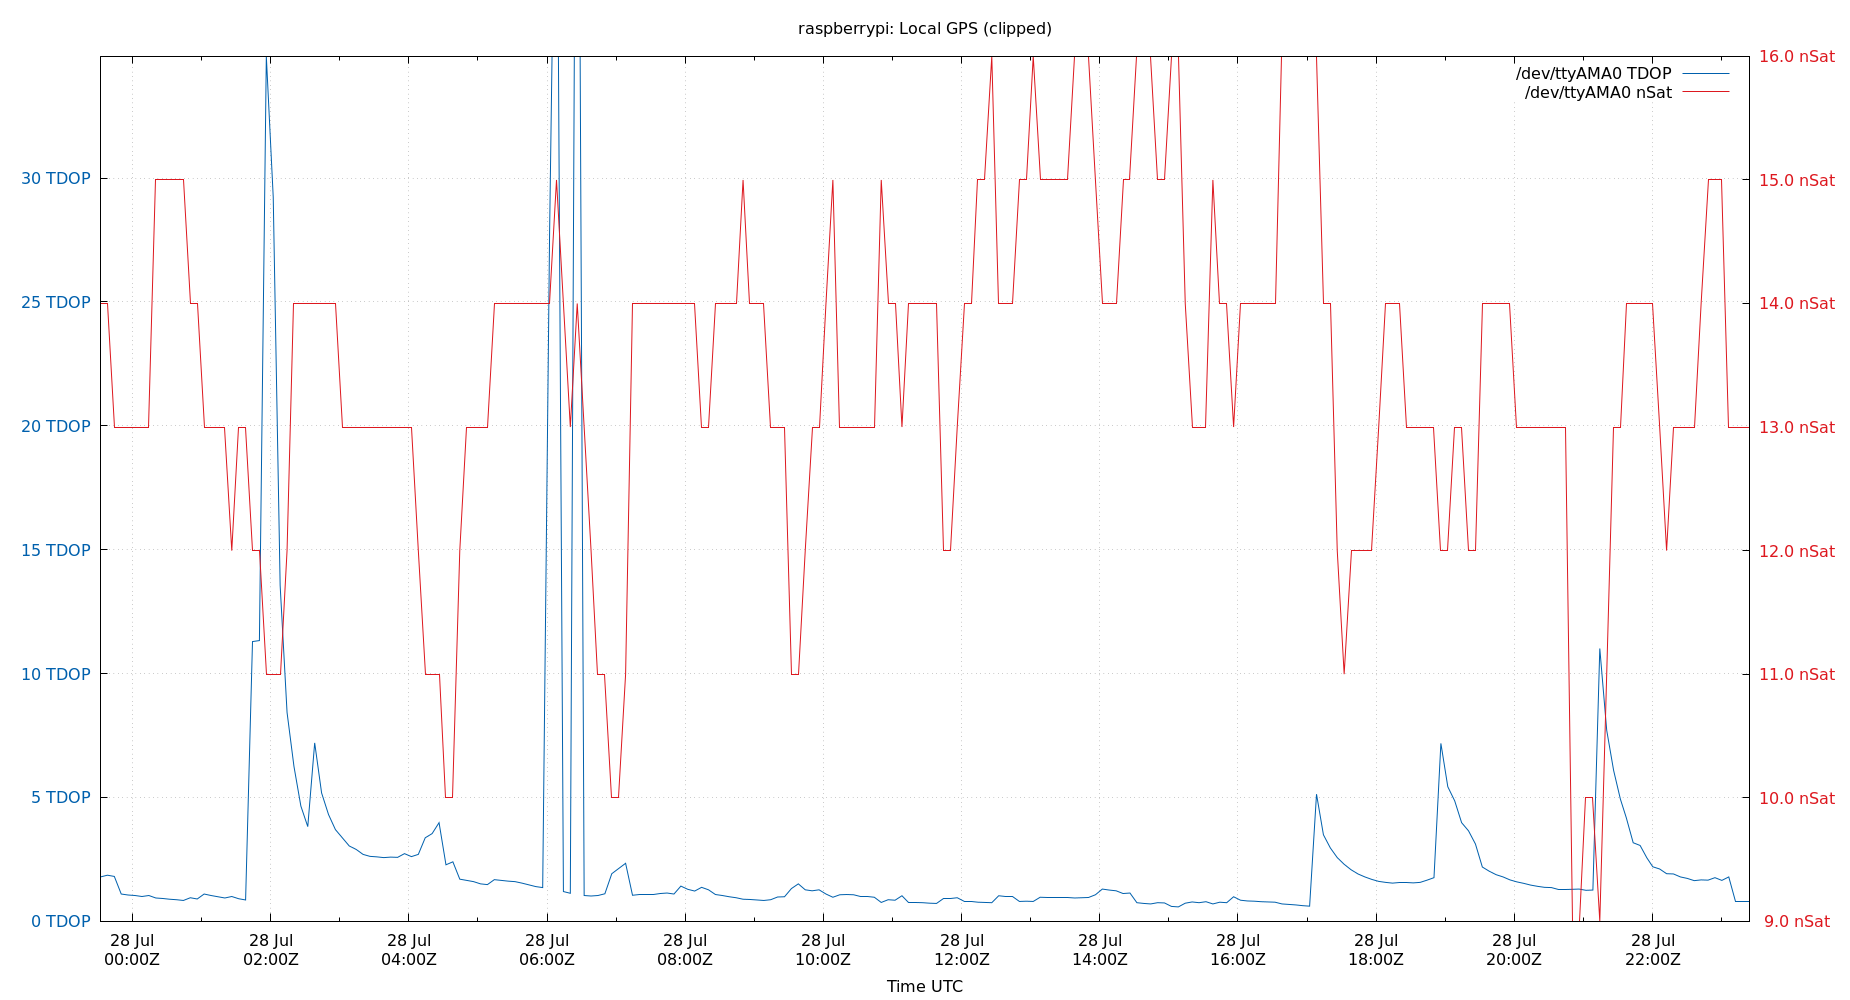 raspberrypi: Local GPS (clipped)
/dev/ttyAMA0 TDOP
/dev/ttyAMA0 nSat
30 TDOP
25 TDOP
20 TDOP
15 TDOP
10 TDOP
5 TDOP
0 TDOP
16.0 nSat
15.0 nSat
14.0 nSat
13.0 nSat
12.0 nSat
11.0 nSat
10.0 nSat
9.0 nSat
28 Jul 28 Jul 28 Jul 28 Jul 28 Jul 28 Jul 28 Jul 28 Jul 28 Jul 28 Jul 28 Jul 28 Jul
00:00Z 02:00Z 04:00Z 06:00Z 08:00Z 10:00Z 12:00Z 14:00Z 16:00Z 18:00Z 20:00Z 22:00Z
Time UTC